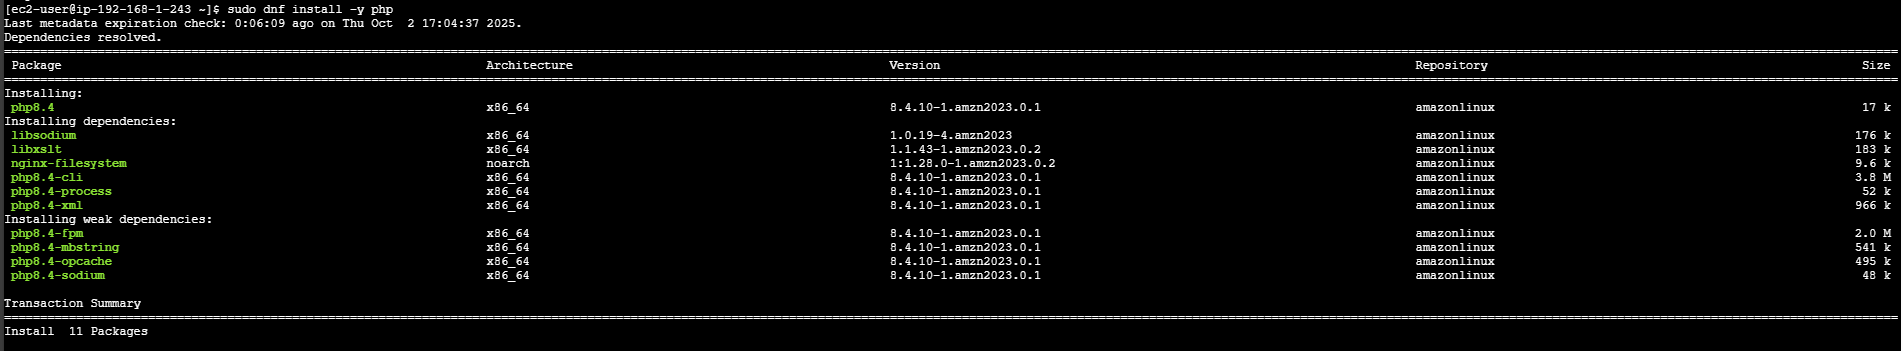 [ec2-user@ip-192-168-1-243 ~]$ sudo dnf install -y php
Last metadata expiration check: 0:06:09 ago on Thu Oct  2 17:04:37 2025.
Dependencies resolved.
Package Architecture Version Repository Size
Installing:
php8.4 x86_64 8.4.10-1.amzn2023.0.1 amazonlinux 17 k
Installing dependencies:
libsodium x86_64 1.0.19-4.amzn2023 amazonlinux 176 k
libxslt x86_64 1.1.43-1.amzn2023.0.2 amazonlinux 183 k
nginx-filesystem noarch 1:1.28.0-1.amzn2023.0.2 amazonlinux 9.6 k
php8.4-cli x86_64 8.4.10-1.amzn2023.0.1 amazonlinux 3.8 M
php8.4-process x86_64 8.4.10-1.amzn2023.0.1 amazonlinux 52 k
php8.4-xml x86_64 8.4.10-1.amzn2023.0.1 amazonlinux 966 k
Installing weak dependencies:
php8.4-fpm x86_64 8.4.10-1.amzn2023.0.1 amazonlinux 2.0 M
php8.4-mbstring x86_64 8.4.10-1.amzn2023.0.1 amazonlinux 541 k
php8.4-opcache x86_64 8.4.10-1.amzn2023.0.1 amazonlinux 495 k
php8.4-sodium x86_64 8.4.10-1.amzn2023.0.1 amazonlinux 48 k
Transaction Summary
Install  11 Packages